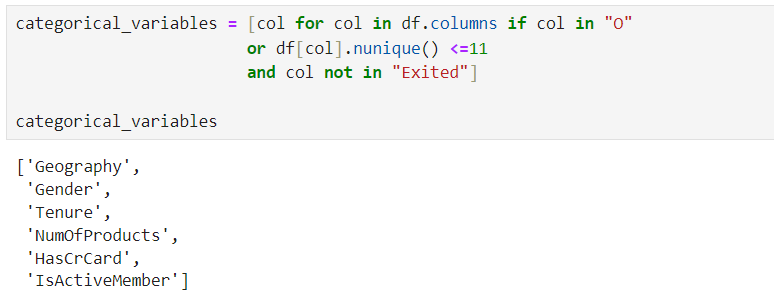 categorical_variables = [col for col in df.columns if col in "O"
or df[col].nunique() <=11
and col not in "Exited"]
categorical_variables
['Geography',
'Gender',
'Tenure',
'NumOfProducts',
'HasCrCard',
'IsActiveMember']